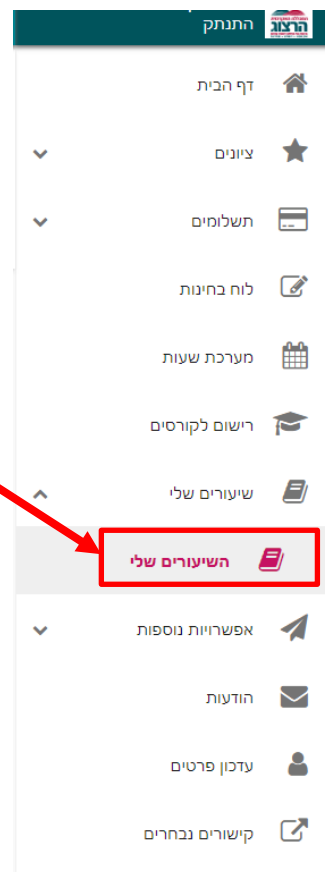 התנתק
הרצוג
דף הבית
ציונים
תשלומים
לוח בחינות
מערכת שעות
רישום לקורסים
שיעורים שלי
השיעורים שלי
אפשרויות נוספות
הודעות
עדכון פרטים
קישורים נבחרים